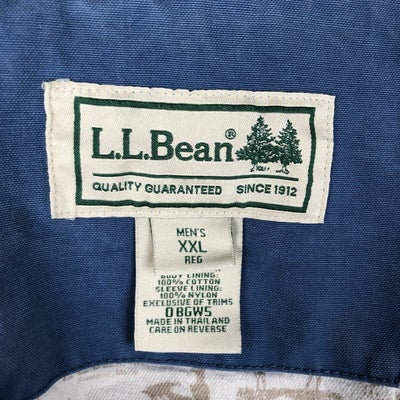 L.L.Bean®
QUALITY GUARANTEED SINCE 1912
MEN'S
XXL
REG
BODY LINING:
100% COTTON
SLEEVE LINING:
100% NYLON
EXCLUSIVE OF TRIMS
0BGW5
MADE IN THAILAND
CARE ON REVERSE